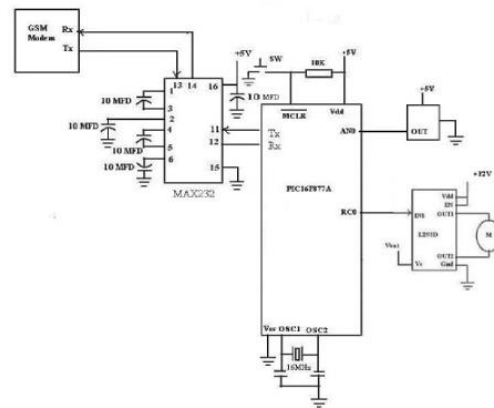 GSM
Modem
Rx
Tx
13 14
+5V
SW
10K
+5V
1
16
10 MFD
10 MFD
3
2
10 MFD
4
10 MFD
5
6
10 MFD
11
12
15
Tx
Rx
MAX232
MCLR
Vdd
AN0
+5V
OUT
PIC16F877A
RC0
+12V
Vdd
EN
OUT1
IN1
L293D
M
OUT2
Vs
Gnd
Vss OSC1 OSC2
16MHz